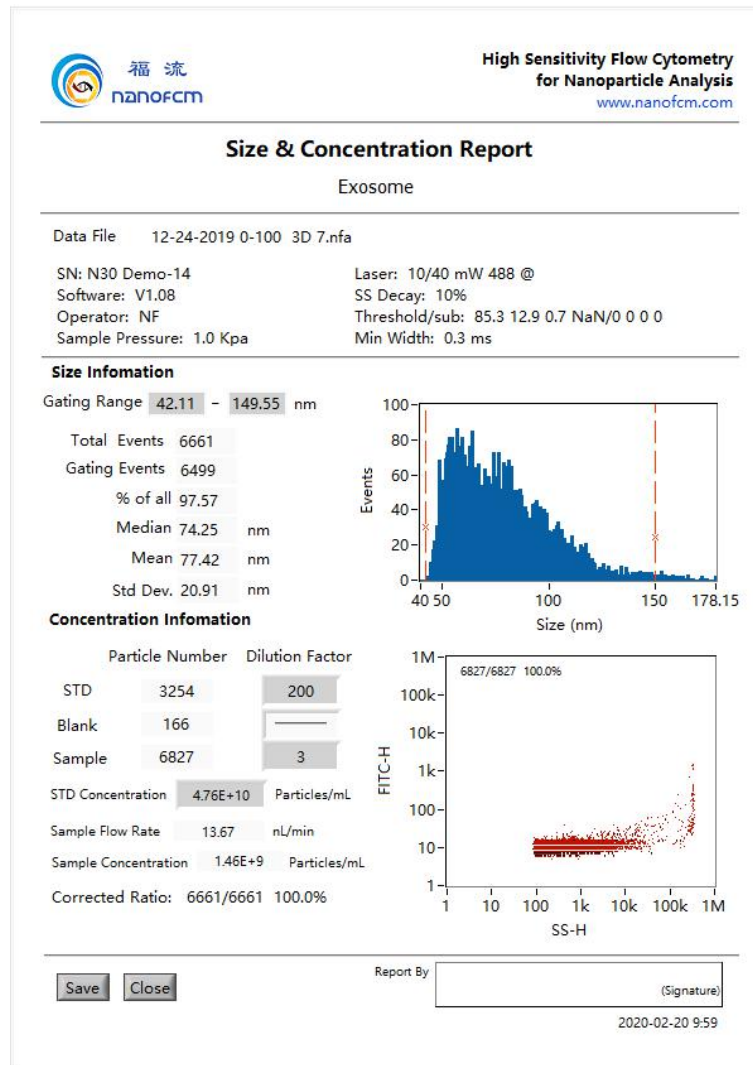 福流
nanofcm
High Sensitivity Flow Cytometry
for Nanoparticle Analysis
www.nanofcm.com
Size & Concentration Report
Exosome
Data File 12-24-2019 0-100 3D 7.nfa
SN: N30 Demo-14 Laser: 10/40 mW 488 @
Software: V1.08 SS Decay: 10%
Operator: NF Threshold/sub: 85.3 12.9 0.7 NaN/0 0 0 0
Sample Pressure: 1.0 Kpa Min Width: 0.3 ms
Size Infomation
Gating Range 42.11 - 149.55 nm
Total Events 6661
Gating Events 6499
% of all 97.57
Median 74.25 nm
Mean 77.42 nm
Std Dev. 20.91 nm
100
80
60
40
20
0
Events
40 50 100 150 178.15
Size (nm)
Concentration Infomation
Particle Number Dilution Factor
STD 3254 200
Blank 166
Sample 6827 3
STD Concentration 4.76E+10 Particles/mL
Sample Flow Rate 13.67 nL/min
Sample Concentration 1.46E+9 Particles/mL
Corrected Ratio: 6661/6661 100.0%
6827/6827 100.0%
1M
100k
10k
1k
100
10
1
FITC-H
1 10 100 1k 10k 100k 1M
SS-H
Save Close
Report By
(Signature)
2020-02-20 9:59